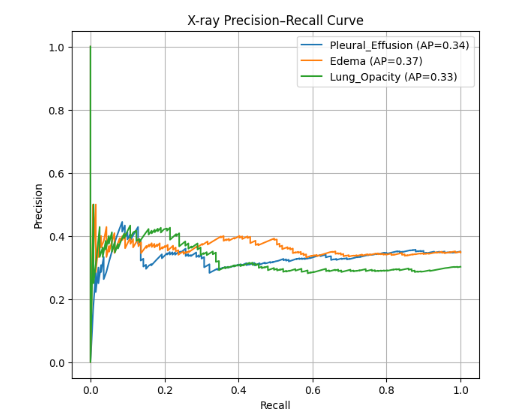 X-ray Precision–Recall Curve
Pleural_Effusion (AP=0.34)
Edema (AP=0.37)
Lung_Opacity (AP=0.33)
Precision
1.0
0.8
0.6
0.4
0.2
0.0
0.0 0.2 0.4 0.6 0.8 1.0
Recall